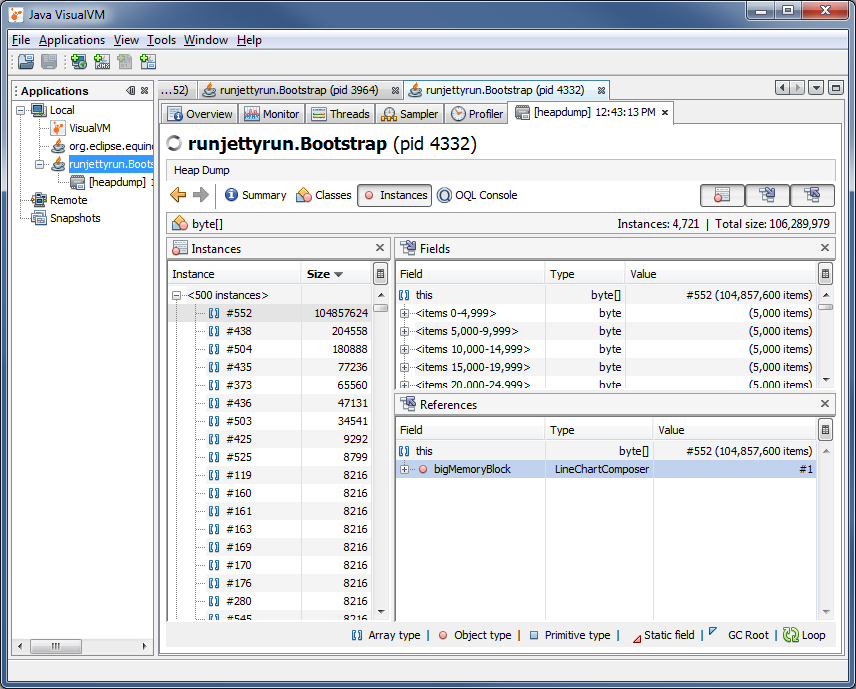 Java VisualVM
File Applications View Tools Window Help
Applications
Local
VisualVM
org.eclipse.equin
runjettyrun.Boots
[heapdump] 1
Remote
Snapshots
...52) runjettyrun.Bootstrap (pid 3964) runjettyrun.Bootstrap (pid 4332)
Overview Monitor Threads Sampler Profiler [heapdump] 12:43:13 PM
runjettyrun.Bootstrap (pid 4332)
Heap Dump
Summary Classes Instances OQL Console
byte[] Instances: 4,721 | Total size: 106,289,979
Instances
Instance Size
<500 instances>
#552 104857624
#438 204558
#504 180888
#435 77236
#373 65560
#436 47131
#503 34541
#425 9292
#525 8799
#119 8216
#160 8216
#161 8216
#163 8216
#169 8216
#170 8216
#176 8216
#280 8216
#545 8216
Fields
Field Type Value
this byte[] #552 (104,857,600 items)
<items 0-4,999> byte (5,000 items)
<items 5,000-9,999> byte (5,000 items)
<items 10,000-14,999> byte (5,000 items)
<items 15,000-19,999> byte (5,000 items)
<items 20,000-24,999> byte (5,000 items)
References
Field Type Value
this byte[] #552 (104,857,600 items)
bigMemoryBlock LineChartComposer #1
Array type | Object type | Primitive type | Static field | GC Root | Loop